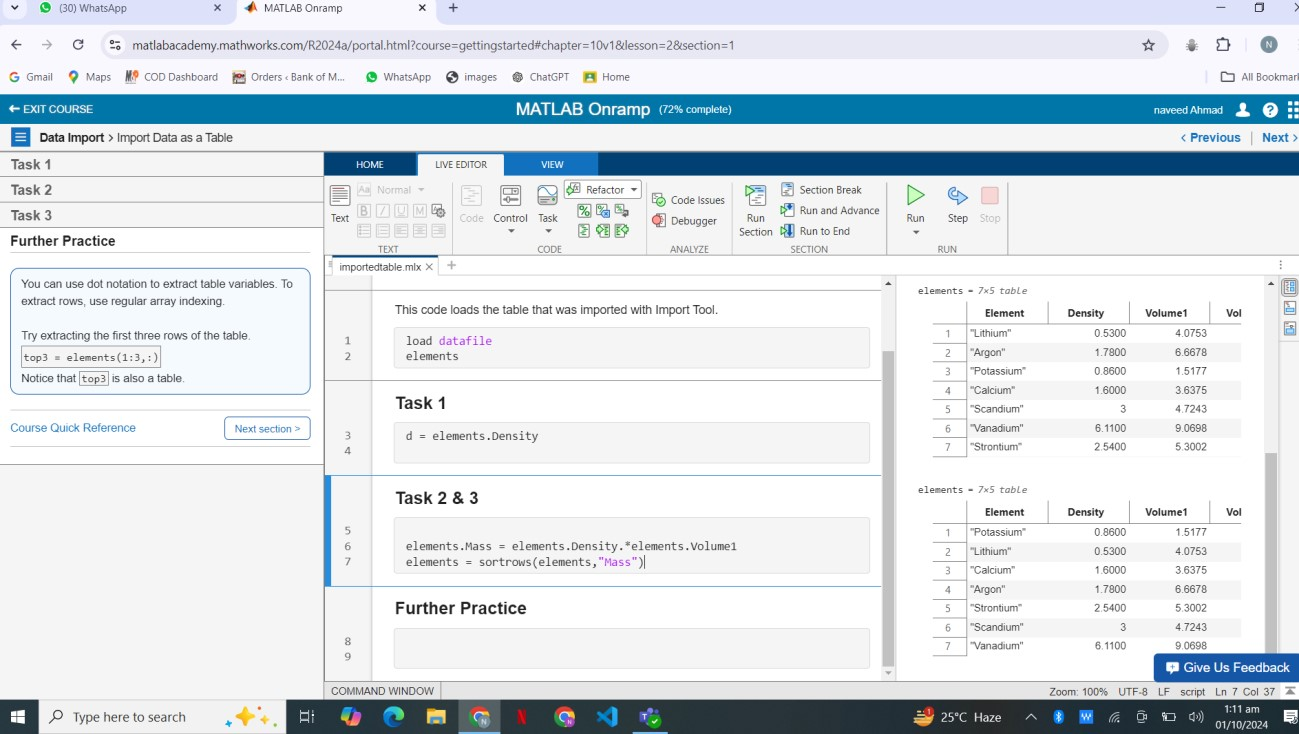 (30) WhatsApp
MATLAB Onramp
matlabacademy.mathworks.com/R2024a/portal.html?course=gettingstarted#chapter=10v1&lesson=2&section=1
N
Gmail Maps COD Dashboard Orders ‹ Bank of M... WhatsApp images ChatGPT Home All Bookmar
EXIT COURSE MATLAB Onramp (72% complete) naveed Ahmad
Data Import > Import Data as a Table < Previous Next >
Task 1
Task 2
Task 3
Further Practice
You can use dot notation to extract table variables. To
extract rows, use regular array indexing.
Try extracting the first three rows of the table.
top3 = elements(1:3,:)
Notice that top3 is also a table.
Course Quick Reference
Next section >
HOME LIVE EDITOR VIEW
Text
Aa Normal
B I U M
TEXT
Code Control Task
Refactor
CODE
Code Issues
Debugger
ANALYZE
Run
Section
Section Break
Run and Advance
Run to End
SECTION
Run Step Stop
RUN
importedtable.mlx
This code loads the table that was imported with Import Tool.
1 load datafile
2 elements
Task 1
3 d = elements.Density
4
Task 2 & 3
5
6 elements.Mass = elements.Density.*elements.Volume1
7 elements = sortrows(elements,"Mass")
Further Practice
8
9
elements = 7×5 table
Element Density Volume1 Vol
1 "Lithium" 0.5300 4.0753
2 "Argon" 1.7800 6.6678
3 "Potassium" 0.8600 1.5177
4 "Calcium" 1.6000 3.6375
5 "Scandium" 3 4.7243
6 "Vanadium" 6.1100 9.0698
7 "Strontium" 2.5400 5.3002
elements = 7×5 table
Element Density Volume1 Vol
1 "Potassium" 0.8600 1.5177
2 "Lithium" 0.5300 4.0753
3 "Calcium" 1.6000 3.6375
4 "Argon" 1.7800 6.6678
5 "Strontium" 2.5400 5.3002
6 "Scandium" 3 4.7243
7 "Vanadium" 6.1100 9.0698
Give Us Feedback
COMMAND WINDOW
Zoom: 100% UTF-8 LF script Ln 7 Col 37
Type here to search
25°C Haze
1:11 am
01/10/2024